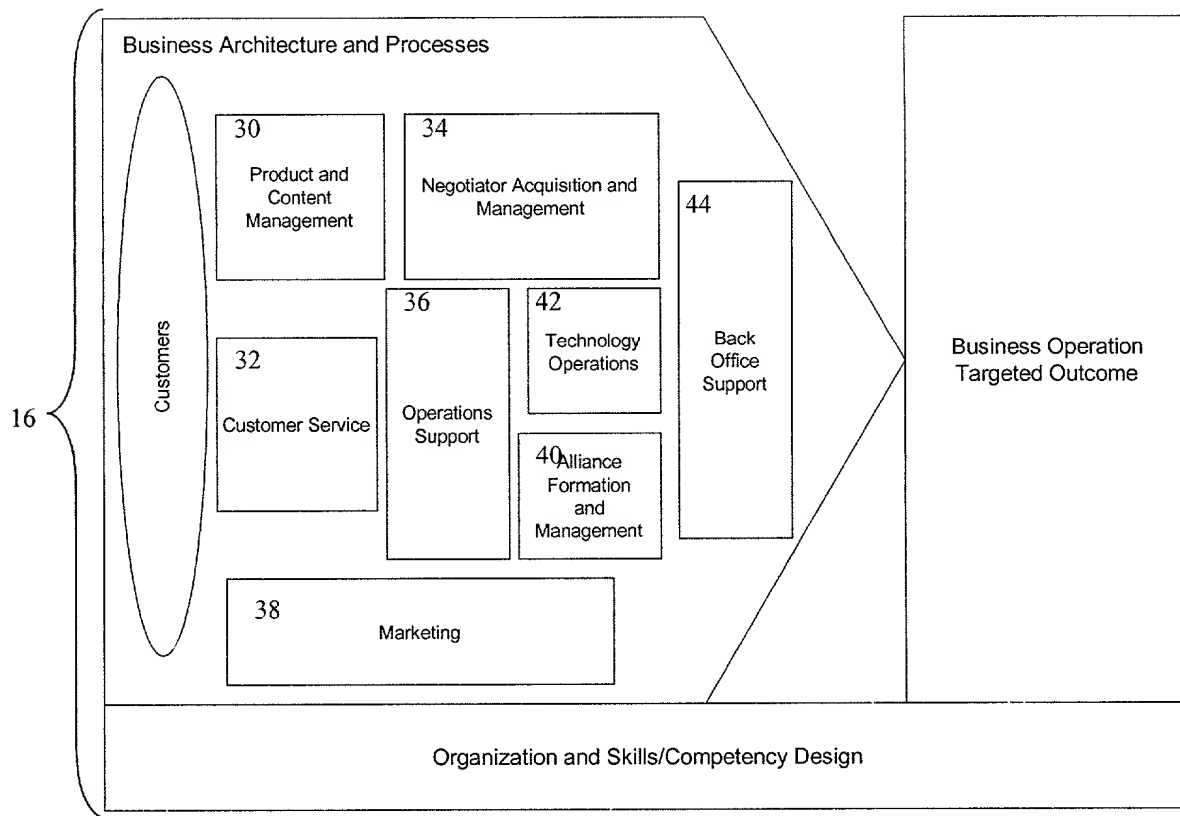 Business Architecture and Processes
30
Product and
Content
Management
34
Negotiator Acquisition and
Management
44
Back
Office
Support
36
Operations
Support
42
Technology
Operations
Customers
32
Customer Service
40
Alliance
Formation
and
Management
38
Marketing
16
Business Operation
Targeted Outcome
Organization and Skills/Competency Design